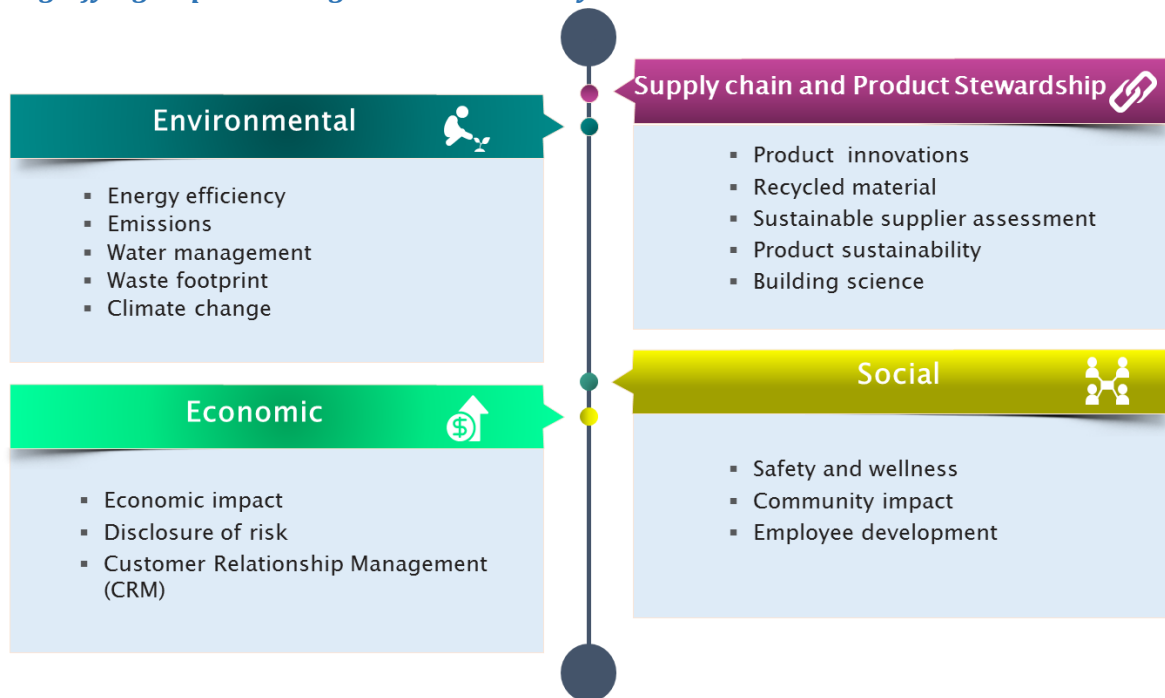 Environmental
▪ Energy efficiency
▪ Emissions
▪ Water management
▪ Waste footprint
▪ Climate change
Supply chain and Product Stewardship
▪ Product innovations
▪ Recycled material
▪ Sustainable supplier assessment
▪ Product sustainability
▪ Building science
Economic
$
▪ Economic impact
▪ Disclosure of risk
▪ Customer Relationship Management
(CRM)
Social
▪ Safety and wellness
▪ Community impact
▪ Employee development